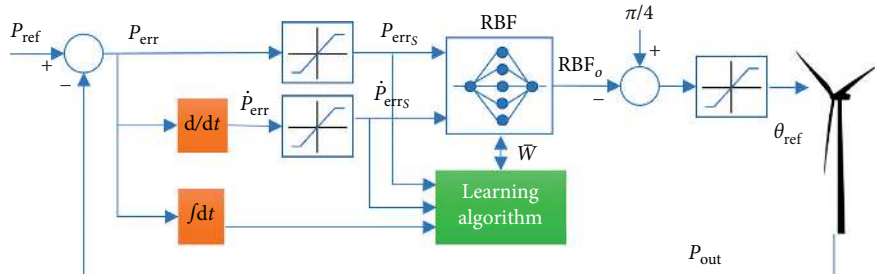 P_ref
+
−
P_err
P_errS
RBF
RBF_o
π/4
+
−
θ_ref
d/dt
Ṗ_err
Ṗ_errS
W̄
∫dt
Learning
algorithm
P_out